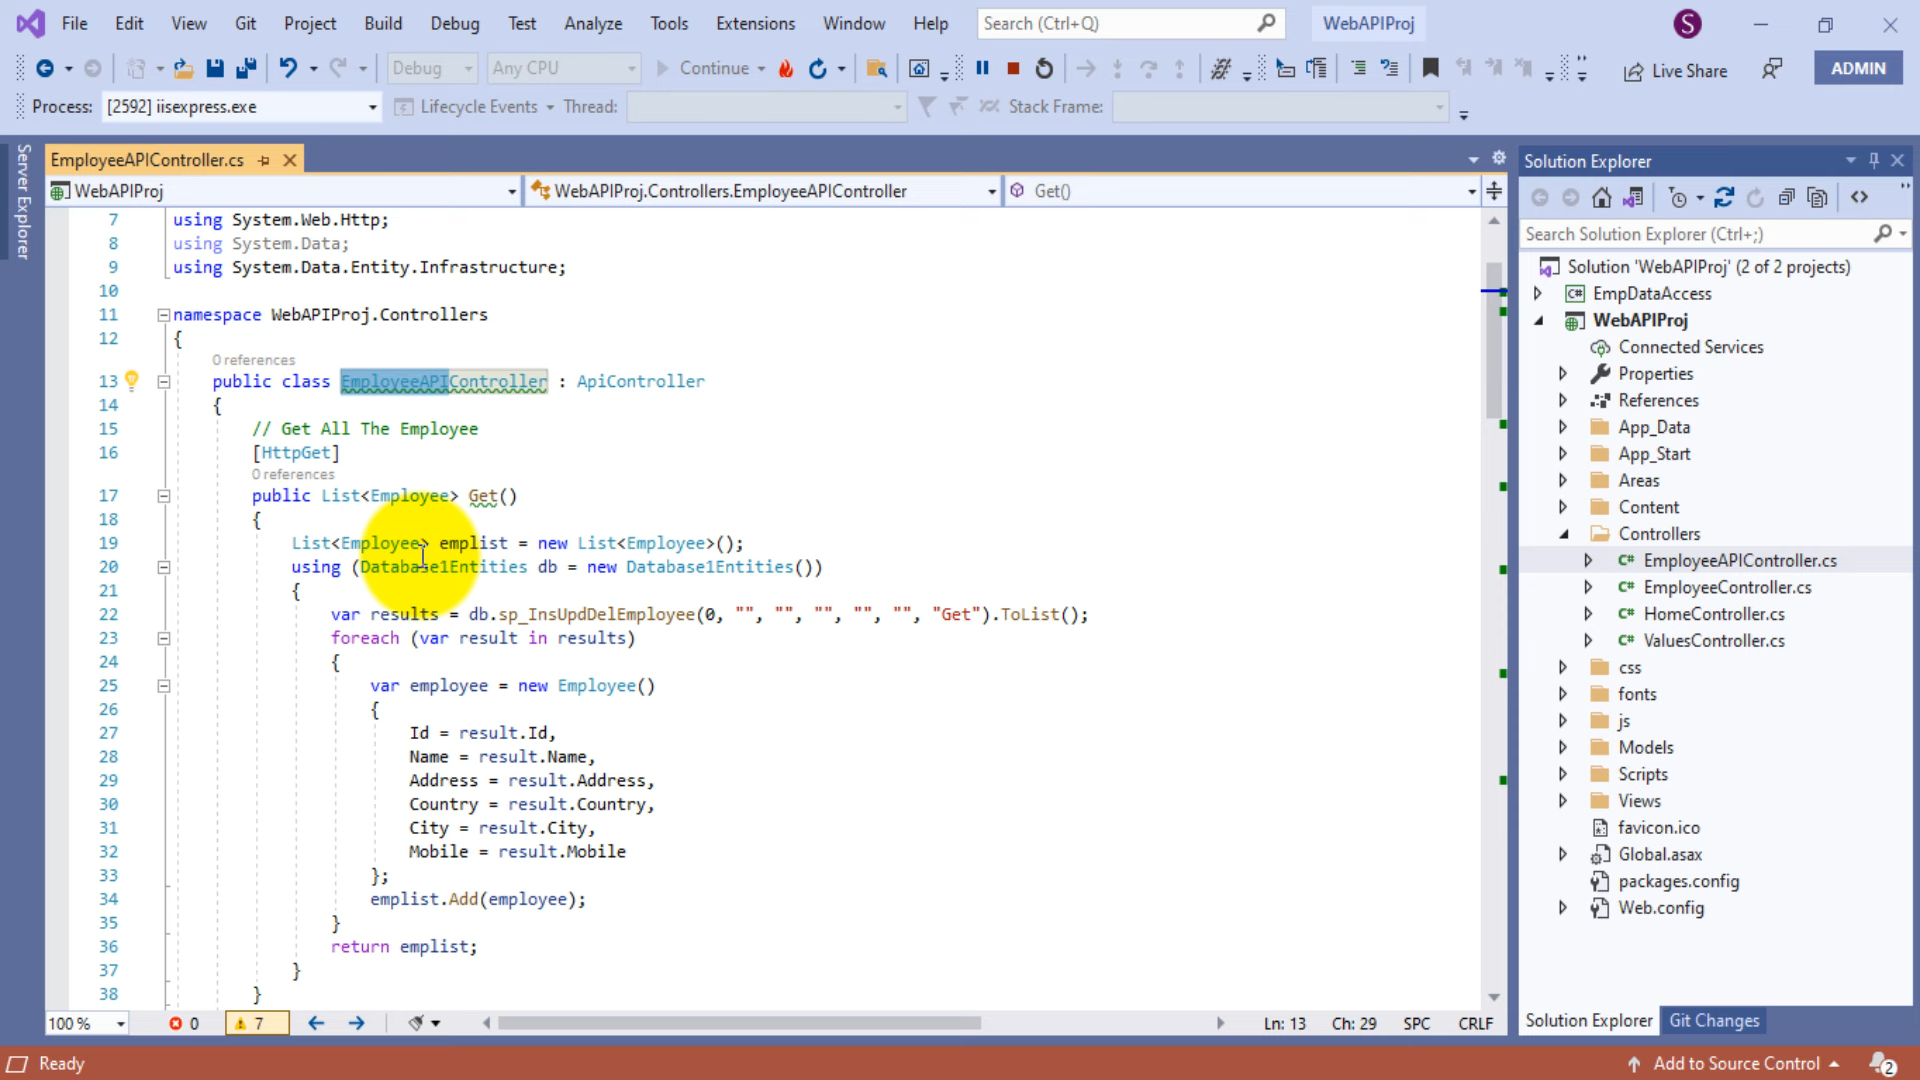 File Edit View Git Project Build Debug Test Analyze Tools Extensions Window Help Search (Ctrl+Q) WebAPIProj S
Debug Any CPU Continue Live Share ADMIN
Process: [2592] iisexpress.exe Lifecycle Events Thread: Stack Frame:
Server Explorer
EmployeeAPIController.cs
WebAPIProj WebAPIProj.Controllers.EmployeeAPIController Get()
7 using System.Web.Http;
8 using System.Data;
9 using System.Data.Entity.Infrastructure;
10
11 namespace WebAPIProj.Controllers
12 {
0 references
13 public class EmployeeAPIController : ApiController
14 {
15 // Get All The Employee
16 [HttpGet]
0 references
17 public List<Employee> Get()
18 {
19 List<Employee> emplist = new List<Employee>();
20 using (Database1Entities db = new Database1Entities())
21 {
22 var results = db.sp_InsUpdDelEmployee(0, "", "", "", "", "", "Get").ToList();
23 foreach (var result in results)
24 {
25 var employee = new Employee()
26 {
27 Id = result.Id,
28 Name = result.Name,
29 Address = result.Address,
30 Country = result.Country,
31 City = result.City,
32 Mobile = result.Mobile
33 };
34 emplist.Add(employee);
35 }
36 return emplist;
37 }
38 }
100 % 0 7 Ln: 13 Ch: 29 SPC CRLF
Solution Explorer
Search Solution Explorer (Ctrl+;)
Solution 'WebAPIProj' (2 of 2 projects)
C# EmpDataAccess
WebAPIProj
Connected Services
Properties
References
App_Data
App_Start
Areas
Content
Controllers
C# EmployeeAPIController.cs
C# EmployeeController.cs
C# HomeController.cs
C# ValuesController.cs
css
fonts
js
Models
Scripts
Views
favicon.ico
Global.asax
packages.config
Web.config
Solution Explorer Git Changes
Ready Add to Source Control 2